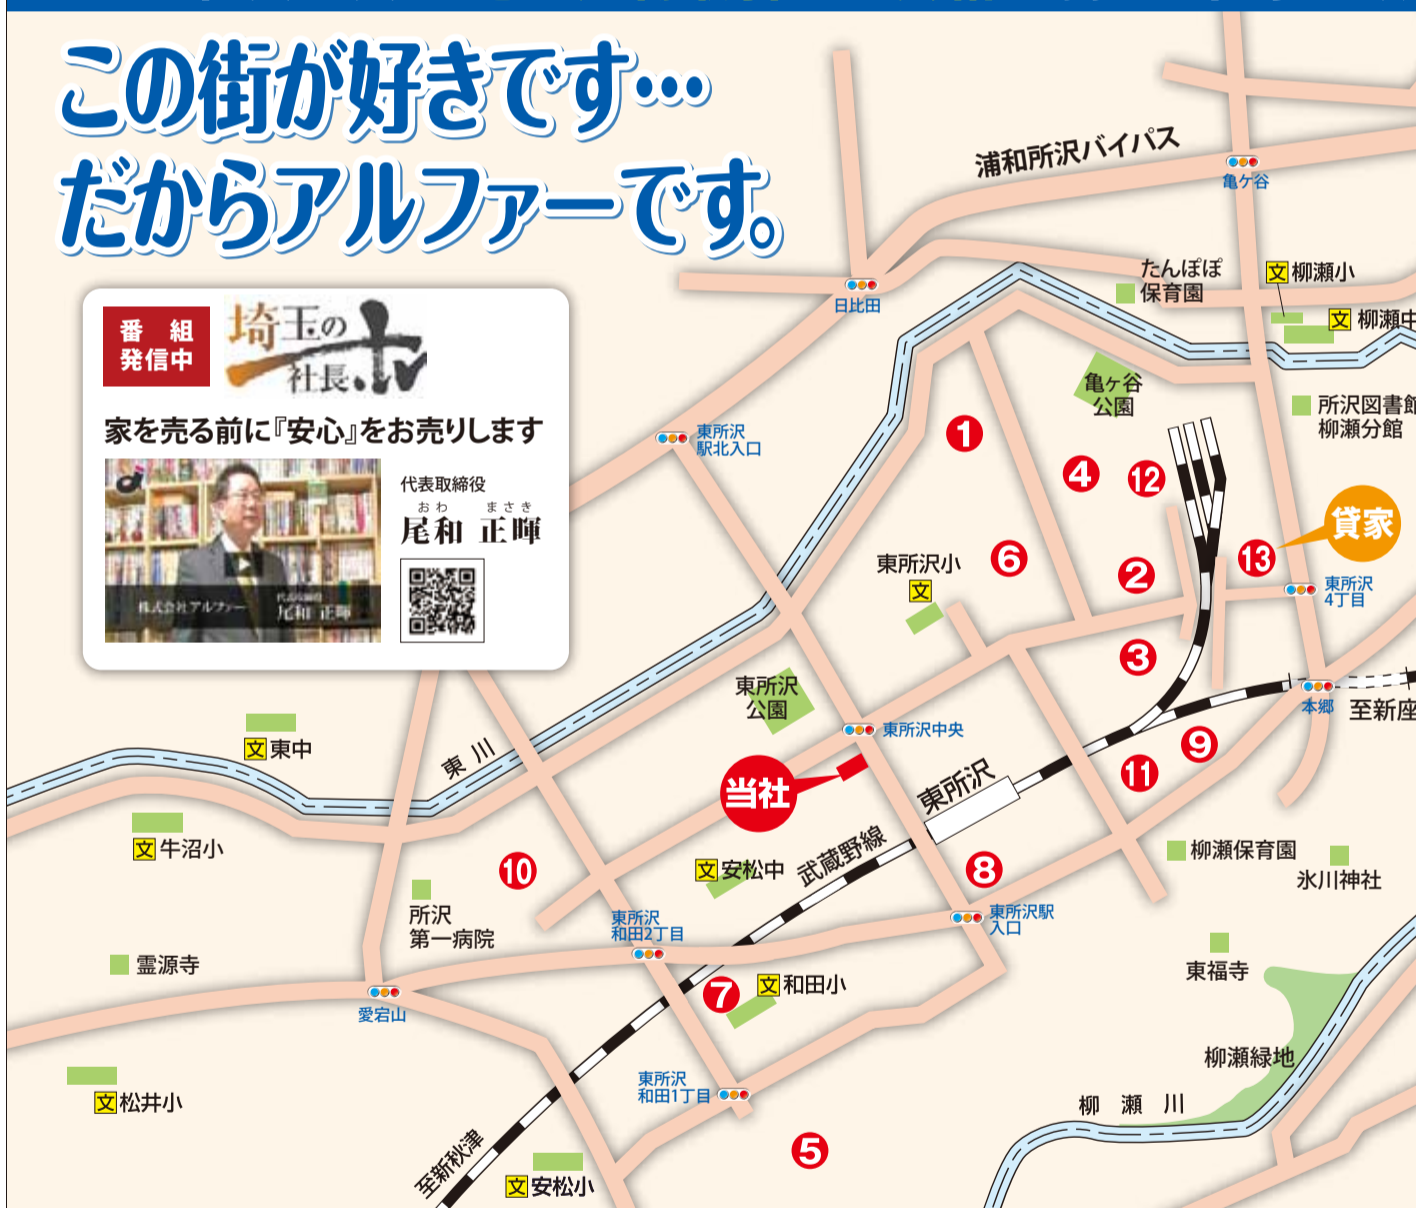 この街が好きです…
だからアルファーです。
番 組
発信中
埼玉の
社長.tv
家を売る前に『安心』をお売りします
代表取締役
おわ まさき
尾和 正暉
株式会社アルファー
代表取締役
尾和 正暉
浦和所沢バイパス
亀ケ谷
日比田
たんぽぽ
保育園
文 柳瀬小
文 柳瀬中
亀ヶ谷
公園
所沢図書館
柳瀬分館
東所沢
駅北入口
1
4
12
貸家
13
6
2
東所沢小
文
東所沢
4丁目
3
東所沢
公園
本郷
至新座
東所沢中央
9
11
当社
東所沢
東川
文 東中
文 牛沼小
10
文 安松中
武蔵野線
8
柳瀬保育園
氷川神社
所沢
第一病院
東所沢
和田2丁目
東所沢駅
入口
霊源寺
東福寺
7
文 和田小
愛宕山
柳瀬緑地
東所沢
和田1丁目
文 松井小
柳 瀬 川
5
至新秋津
文 安松小